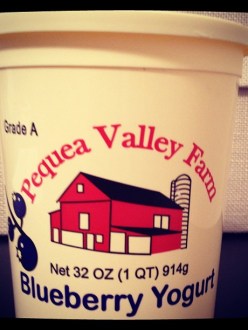 Grade A
Pequea Valley Farm
Net 32 OZ (1 QT) 914g
Blueberry Yogurt